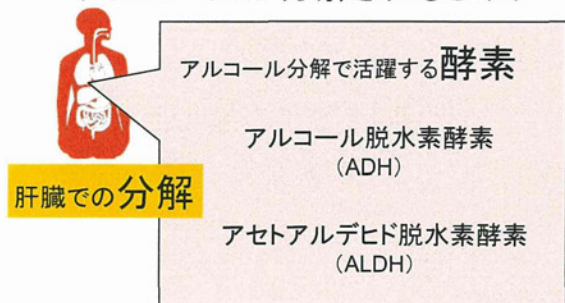 アルコール分解で活躍する酵素
アルコール脱水素酵素
(ADH)
肝臓での分解
アセトアルデヒド脱水素酵素
(ALDH)